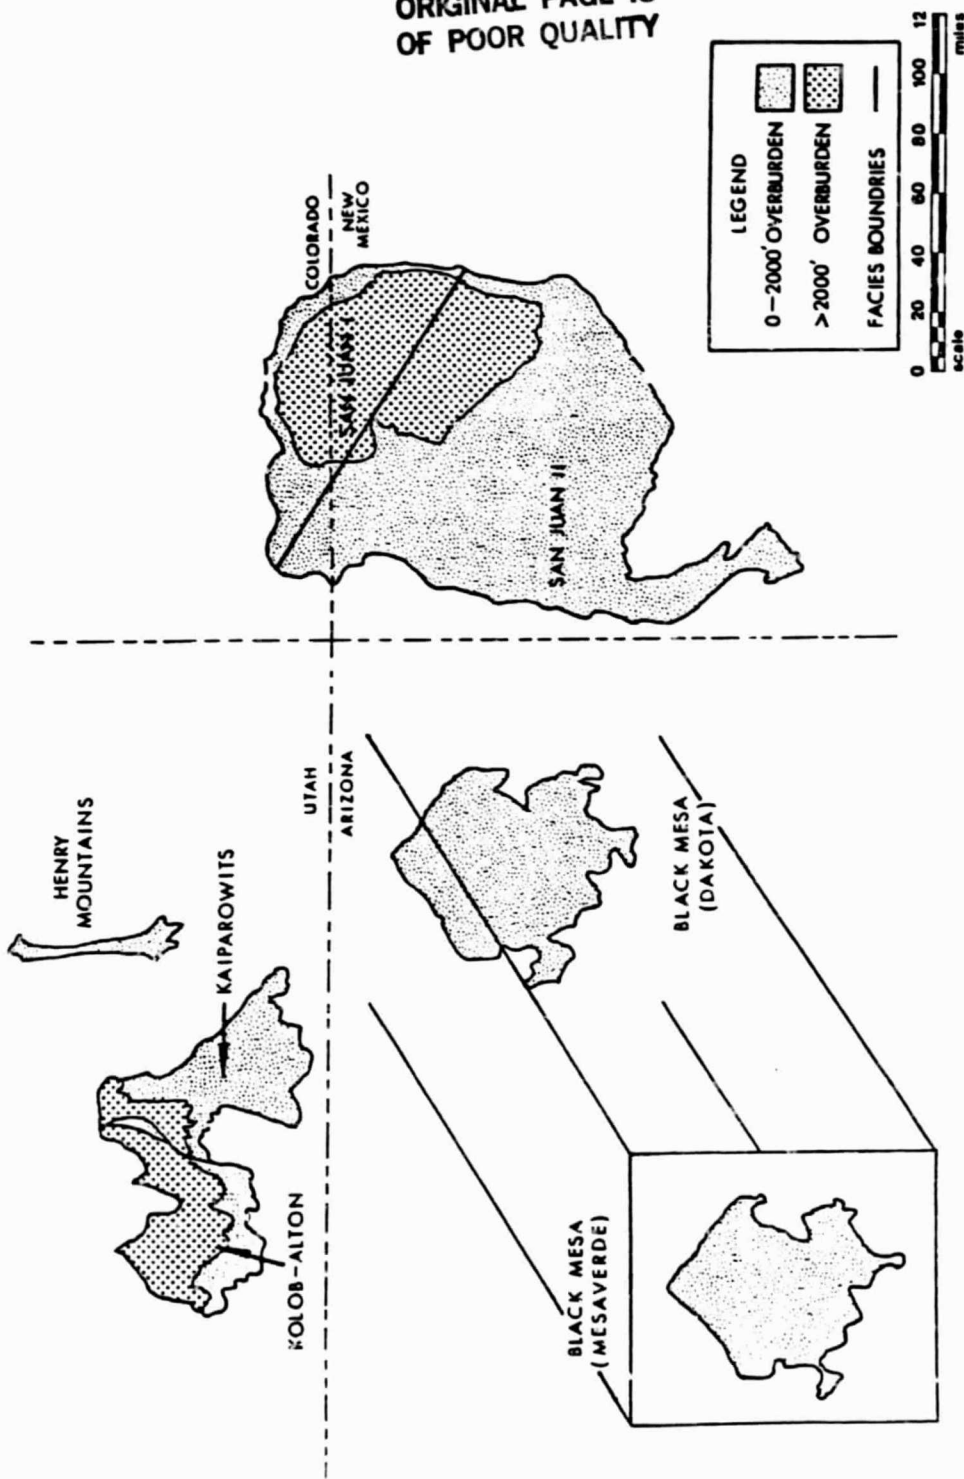 ORIGINAL PAGE IS
OF POOR QUALITY
HENRY
MOUNTAINS
KAIPAROWITS
KOLOB–ALTON
UTAH
ARIZONA
COLORADO
NEW
MEXICO
SAN JUAN I
SAN JUAN II
BLACK MESA
(DAKOTA)
BLACK MESA
(MESAVERDE)
LEGEND
0–2000' OVERBURDEN
>2000' OVERBURDEN
FACIES BOUNDRIES
0 20 40 60 80 100 12
scale miles